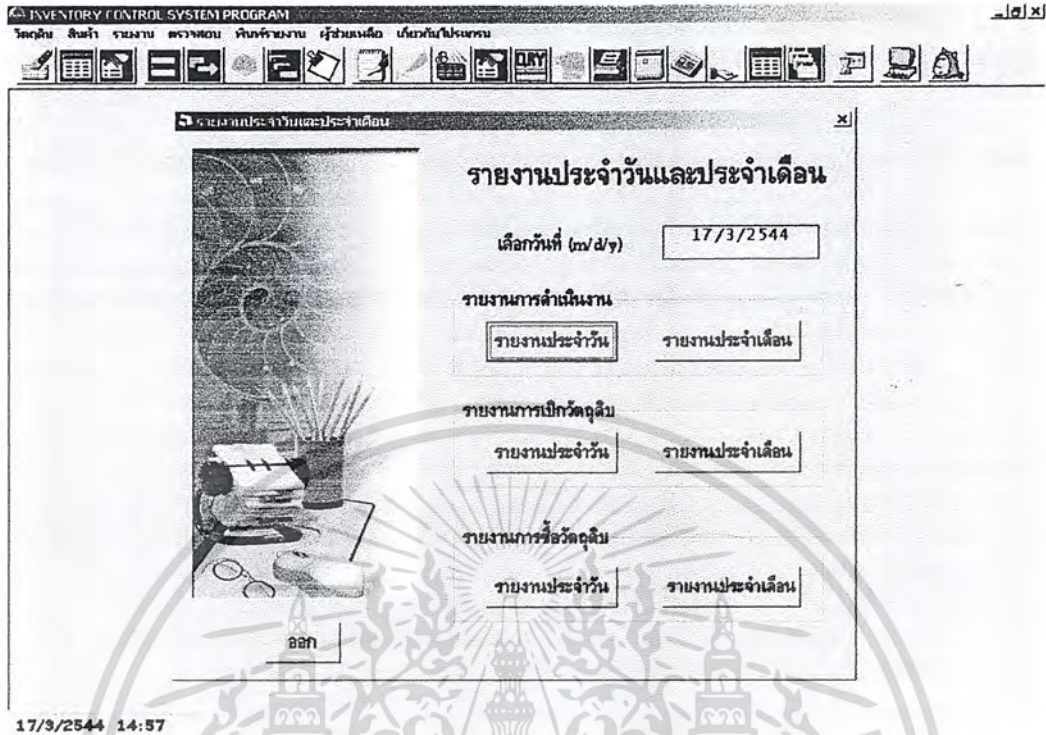 INVENTORY CONTROL SYSTEM PROGRAM
วัตถุดิบ สินค้า รายงาน ตรวจสอบ พิมพ์รายงาน ผู้ช่วยเหลือ เกี่ยวกับโปรแกรม
QRY
รายงานประจำวันและประจำเดือน
รายงานประจำวันและประจำเดือน
เลือกวันที่ (m/d/y) 17/3/2544
รายงานการดำเนินงาน
รายงานประจำวัน รายงานประจำเดือน
รายงานการเบิกวัตถุดิบ
รายงานประจำวัน รายงานประจำเดือน
รายงานการซื้อวัตถุดิบ
รายงานประจำวัน รายงานประจำเดือน
ออก
17/3/2544 14:57